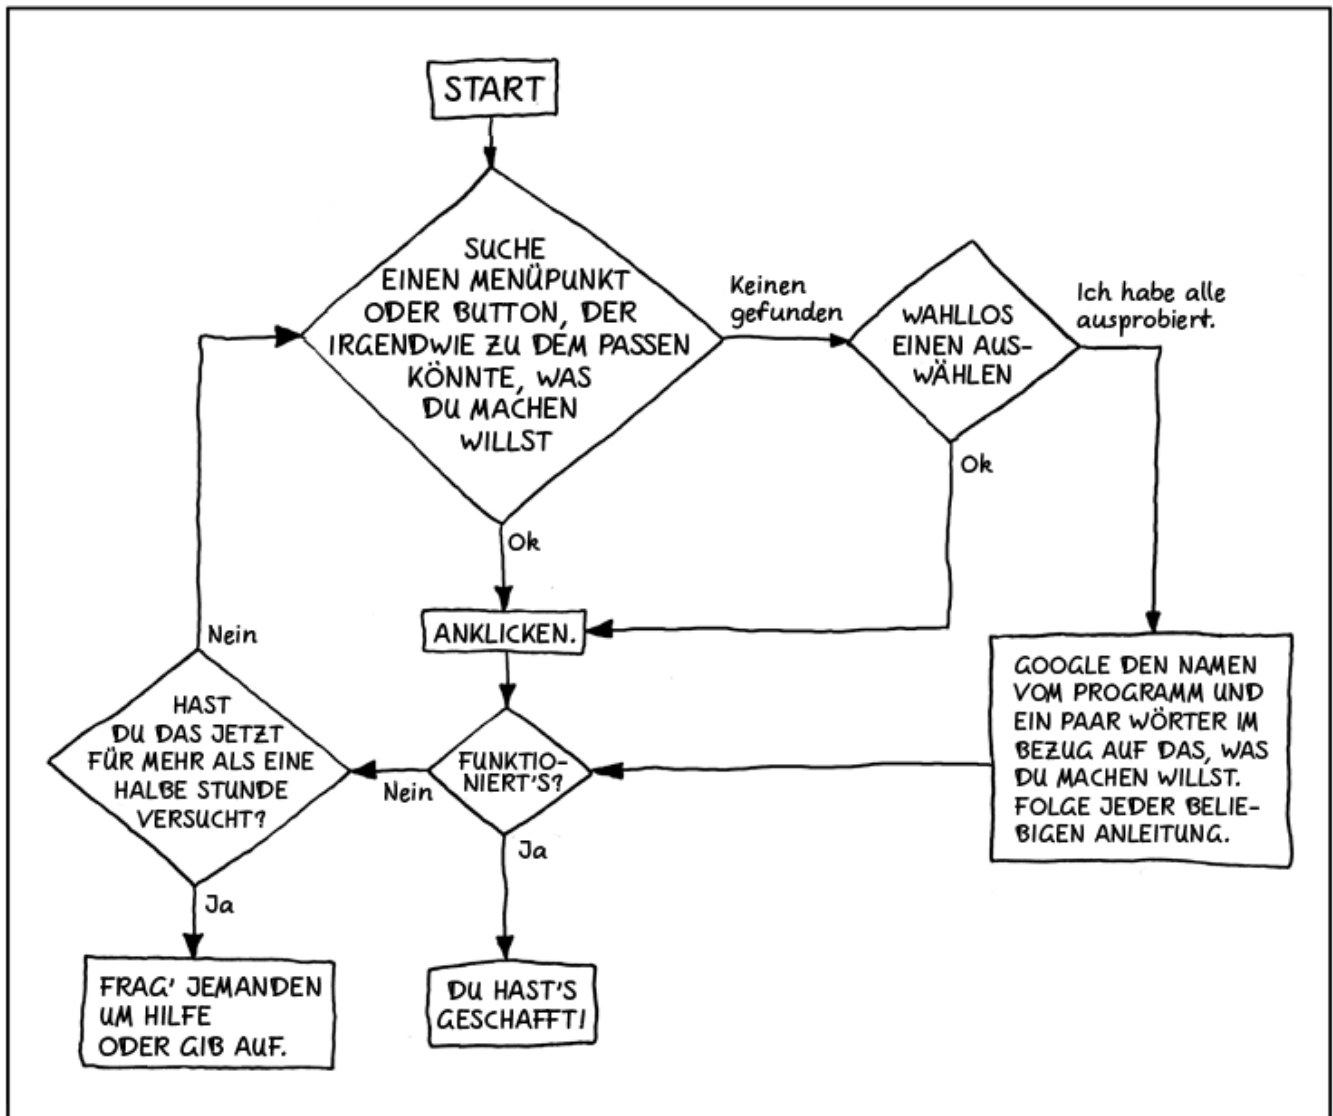 START
SUCHE
EINEN MENÜPUNKT
ODER BUTTON, DER
IRGENDWIE ZU DEM PASSEN
KÖNNTE, WAS
DU MACHEN
WILLST
Keinen
gefunden
WAHLLOS
EINEN AUS-
WÄHLEN
Ich habe alle
ausprobiert.
Ok
Ok
ANKLICKEN.
GOOGLE DEN NAMEN
VOM PROGRAMM UND
EIN PAAR WÖRTER IM
BEZUG AUF DAS, WAS
DU MACHEN WILLST.
FOLGE JEDER BELIE-
BIGEN ANLEITUNG.
FUNKTIO-
NIERT'S?
Nein
HAST
DU DAS JETZT
FÜR MEHR ALS EINE
HALBE STUNDE
VERSUCHT?
Nein
Ja
Ja
FRAG' JEMANDEN
UM HILFE
ODER GIB AUF.
DU HAST'S
GESCHAFFT!